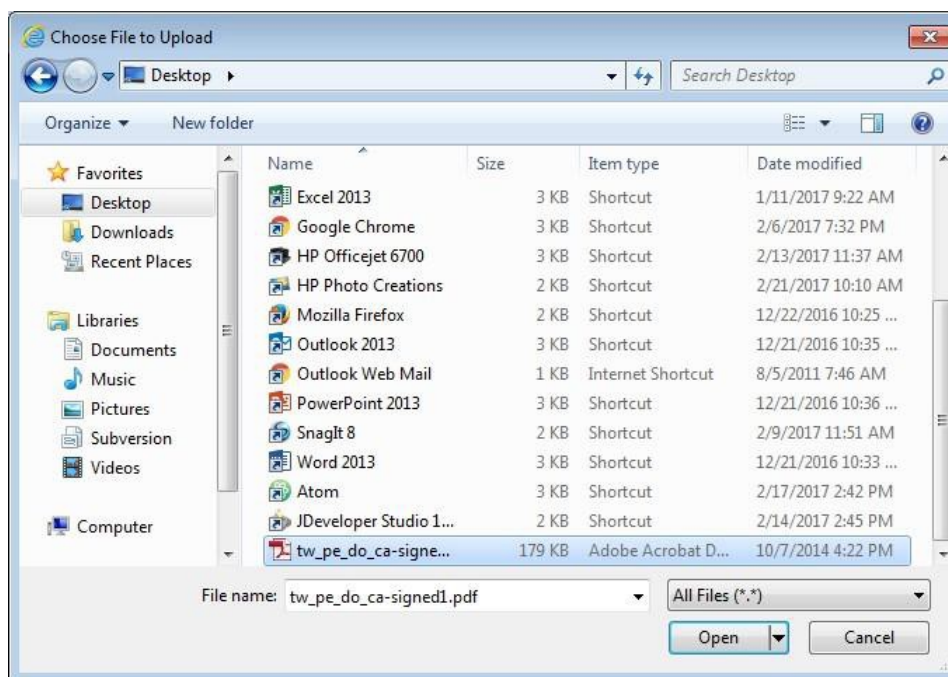 Choose File to Upload
Desktop
Search Desktop
Organize
New folder
Favorites
Desktop
Downloads
Recent Places
Libraries
Documents
Music
Pictures
Subversion
Videos
Computer
Name Size Item type Date modified
Excel 2013 3 KB Shortcut 1/11/2017 9:22 AM
Google Chrome 3 KB Shortcut 2/6/2017 7:32 PM
HP Officejet 6700 3 KB Shortcut 2/13/2017 11:37 AM
HP Photo Creations 2 KB Shortcut 2/21/2017 10:10 AM
Mozilla Firefox 2 KB Shortcut 12/22/2016 10:25 ...
Outlook 2013 3 KB Shortcut 12/21/2016 10:35 ...
Outlook Web Mail 1 KB Internet Shortcut 8/5/2011 7:46 AM
PowerPoint 2013 3 KB Shortcut 12/21/2016 10:36 ...
SnagIt 8 2 KB Shortcut 2/9/2017 11:51 AM
Word 2013 3 KB Shortcut 12/21/2016 10:33 ...
Atom 3 KB Shortcut 2/17/2017 2:42 PM
JDeveloper Studio 1... 2 KB Shortcut 2/14/2017 2:45 PM
tw_pe_do_ca-signe... 179 KB Adobe Acrobat D... 10/7/2014 4:22 PM
File name: tw_pe_do_ca-signed1.pdf
All Files (*.*)
Open
Cancel